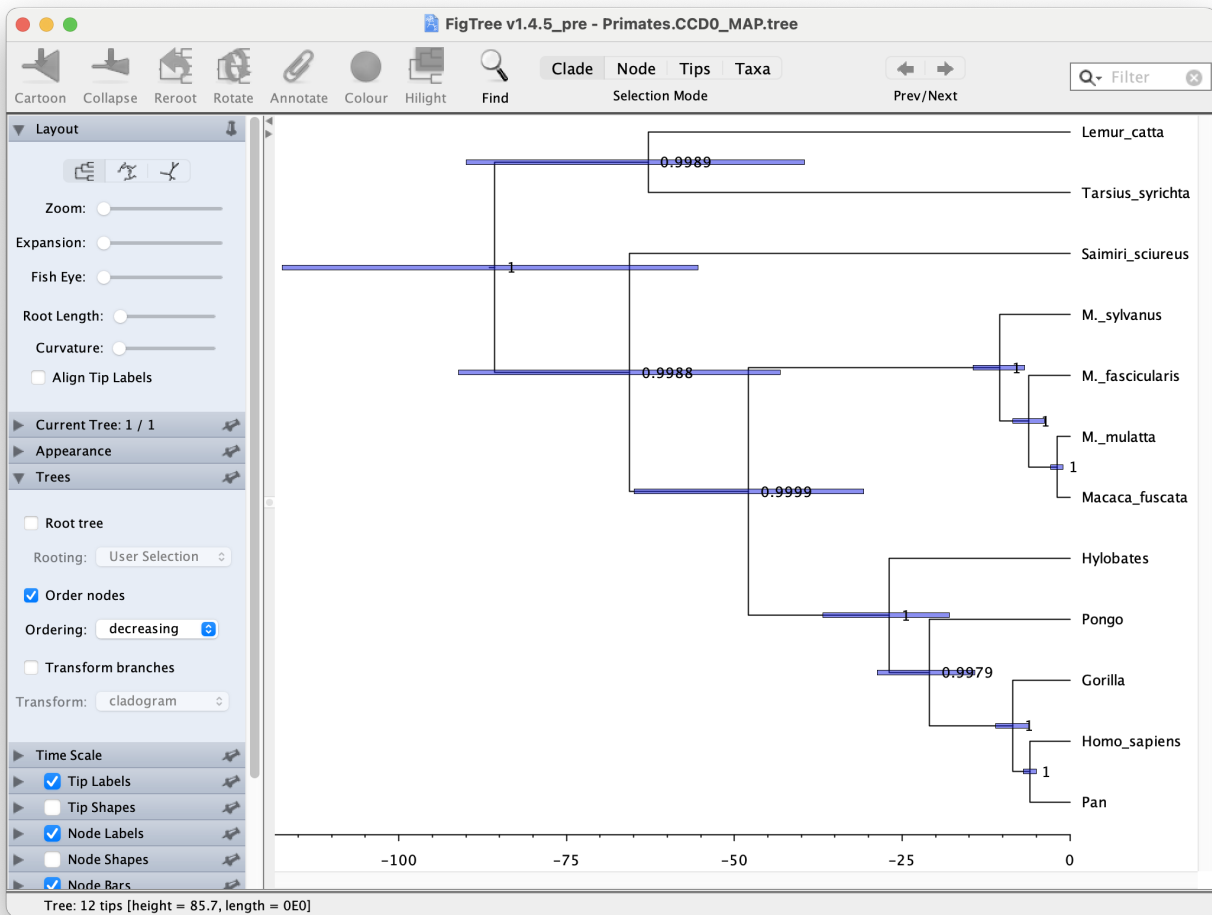 FigTree v1.4.5_pre - Primates.CCD0_MAP.tree
Cartoon Collapse Reroot Rotate Annotate Colour Hilight Find
Clade Node Tips Taxa
Selection Mode
Prev/Next
Filter
Layout
Zoom:
Expansion:
Fish Eye:
Root Length:
Curvature:
Align Tip Labels
Current Tree: 1 / 1
Appearance
Trees
Root tree
Rooting: User Selection
Order nodes
Ordering: decreasing
Transform branches
Transform: cladogram
Time Scale
Tip Labels
Tip Shapes
Node Labels
Node Shapes
Node Bars
Lemur_catta
0.9989
Tarsius_syrichta
Saimiri_sciureus
1
M._sylvanus
1
0.9988
M._fascicularis
1
M._mulatta
1
0.9999
Macaca_fuscata
Hylobates
1
Pongo
0.9979
Gorilla
1
Homo_sapiens
1
Pan
-100 -75 -50 -25 0
Tree: 12 tips [height = 85.7, length = 0E0]